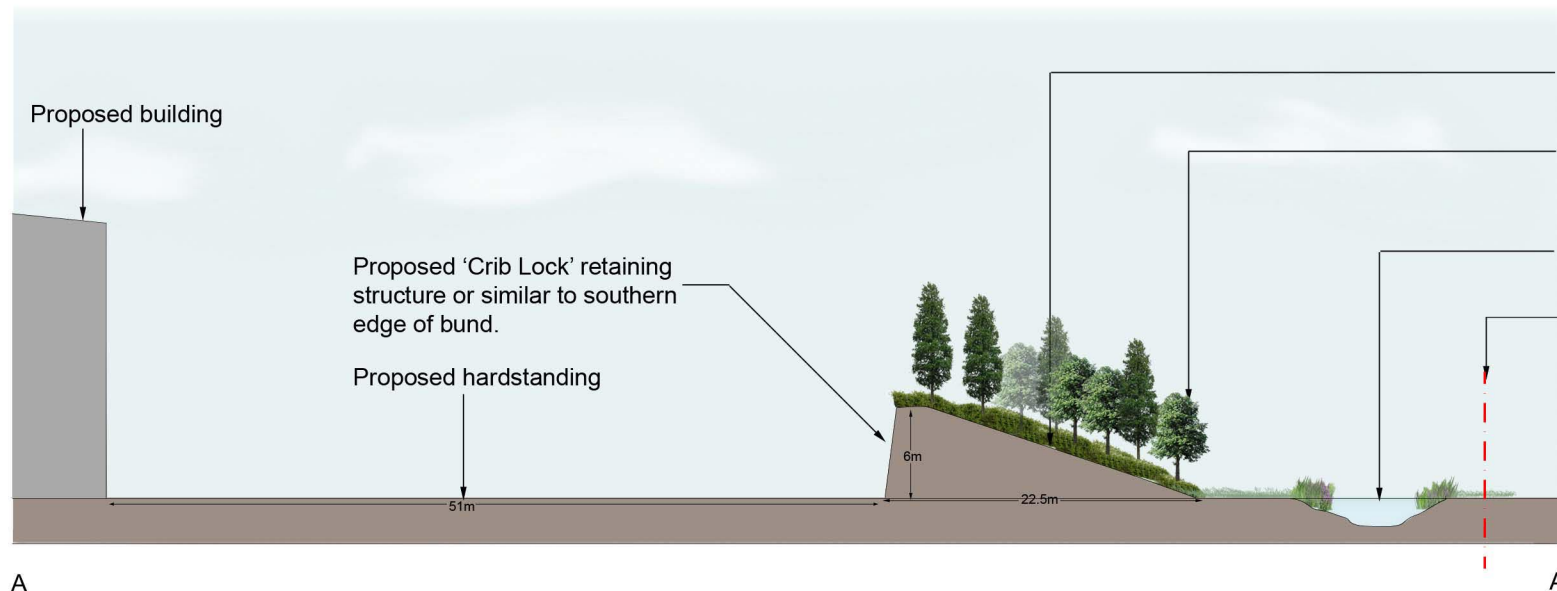 Proposed building
Proposed ‘Crib Lock’ retaining
structure or similar to southern
edge of bund.
Proposed hardstanding
6m
51m
22.5m
A
A